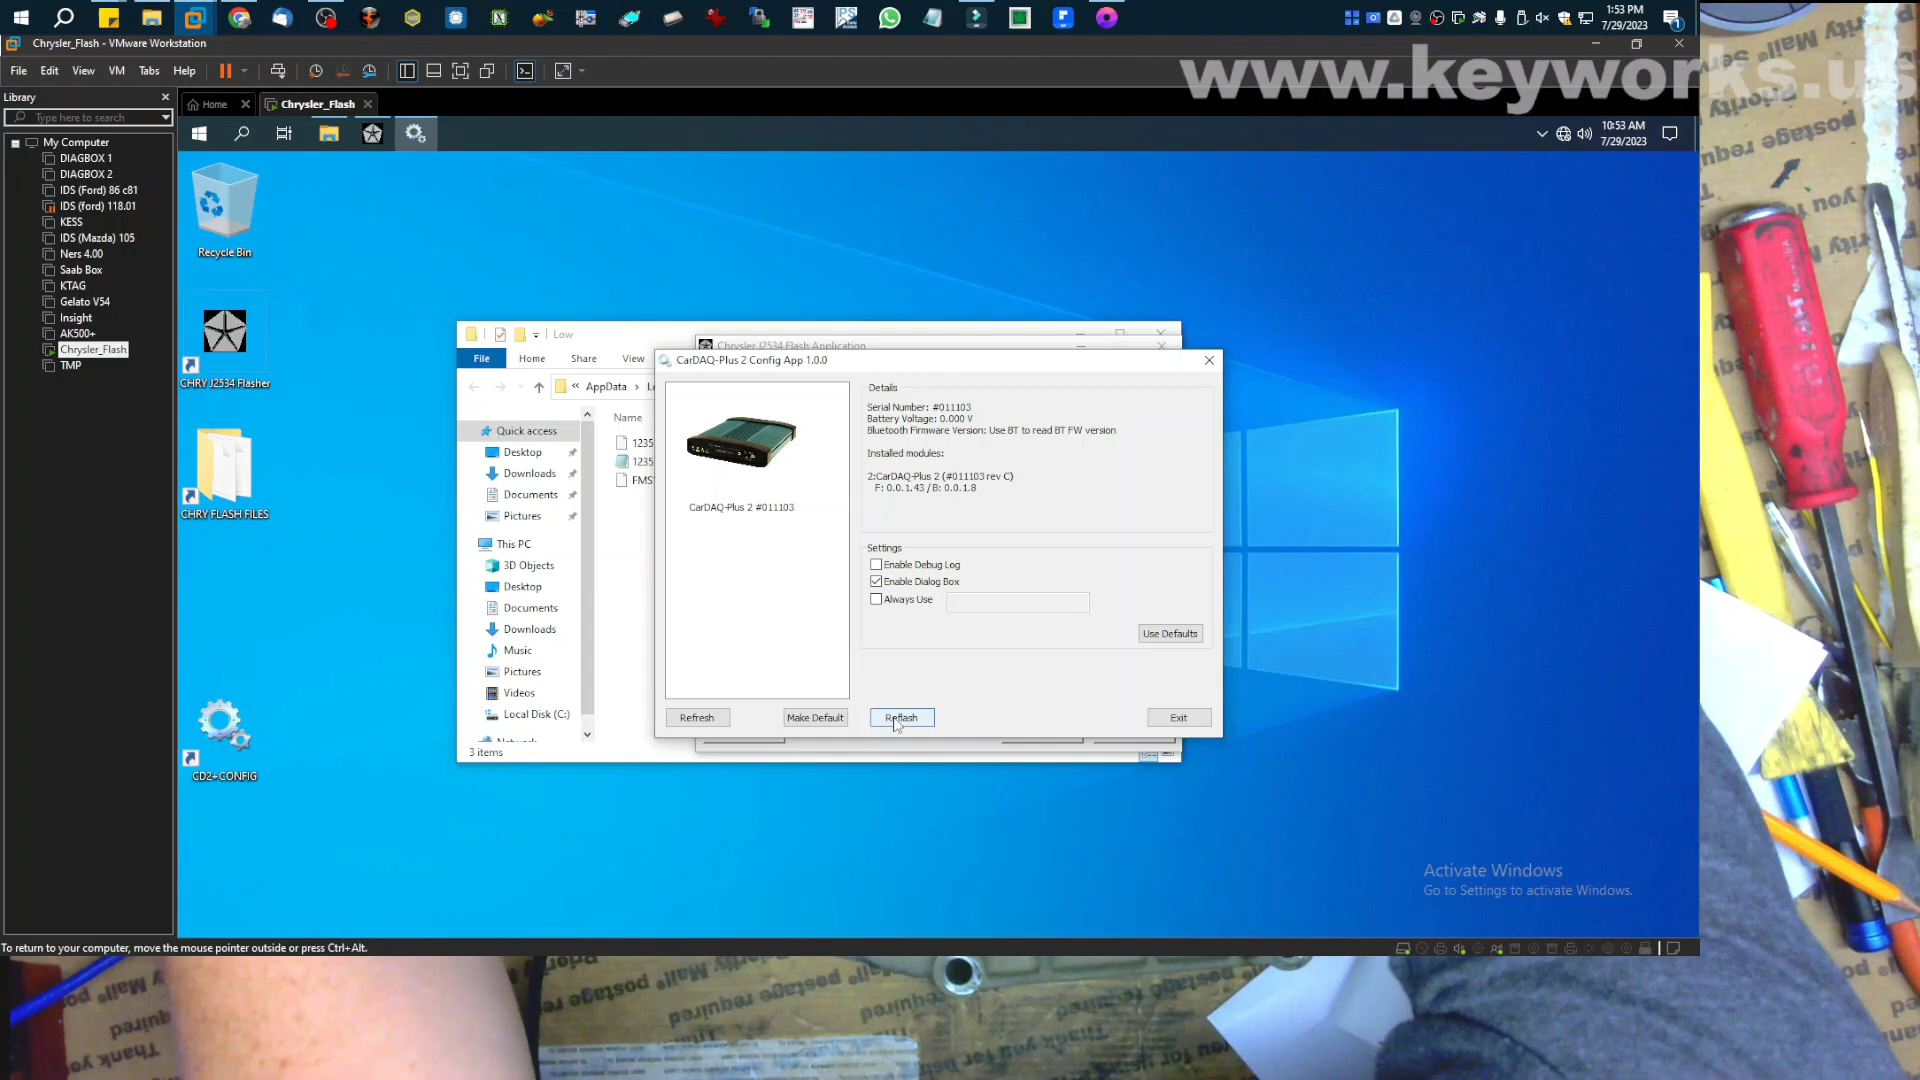 1:53 PM
7/29/2023
Chrysler_Flash - VMware Workstation
File Edit View VM Tabs Help
www.keyworks.us
Library
Type here to search
Home
Chrysler_Flash
My Computer
DIAGBOX 1
DIAGBOX 2
IDS (Ford) 86 c81
IDS (ford) 118.01
KESS
IDS (Mazda) 105
Ners 4.00
Saab Box
KTAG
Gelato V54
Insight
AK500+
Chrysler_Flash
TMP
10:53 AM
7/29/2023
Recycle Bin
CHRY J2534 Flasher
CHRY FLASH FILES
CD2+ CONFIG
Low
File Home Share View
AppData
Name
Quick access
Desktop
Downloads
Documents
Pictures
This PC
3D Objects
Desktop
Documents
Downloads
Music
Pictures
Videos
Local Disk (C:)
3 items
1235
1235
FMS
Chrysler J2534 Flash Application
CarDAQ-Plus 2 Config App 1.0.0
CarDAQ-Plus 2 #011103
Details
Serial Number: #011103
Battery Voltage: 0.000 V
Bluetooth Firmware Version: Use BT to read BT FW version
Installed modules:
2:CarDAQ-Plus 2 (#011103 rev C)
F: 0.0.1.43 / B: 0.0.1.8
Settings
Enable Debug Log
Enable Dialog Box
Always Use
Use Defaults
Refresh
Make Default
Reflash
Exit
Activate Windows
Go to Settings to activate Windows.
To return to your computer, move the mouse pointer outside or press Ctrl+Alt.
Priority Mail
postage required
Thank you